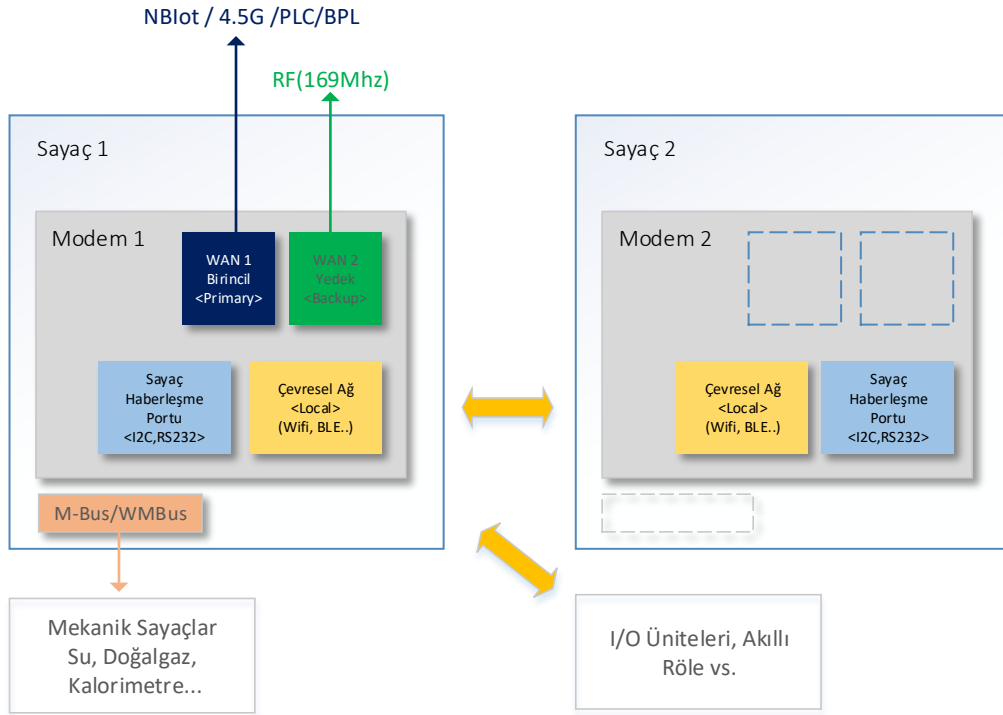 NBIot / 4.5G /PLC/BPL
RF(169Mhz)
Sayaç 1
Modem 1
WAN 1
Birincil
<Primary>
WAN 2
Yedek
<Backup>
Sayaç
Haberleşme
Portu
<I2C,RS232>
Çevresel Ağ
<Local>
(Wifi, BLE..)
M-Bus/WMBus
Mekanik Sayaçlar
Su, Doğalgaz,
Kalorimetre...
Sayaç 2
Modem 2
Çevresel Ağ
<Local>
(Wifi, BLE..)
Sayaç
Haberleşme
Portu
<I2C,RS232>
I/O Üniteleri, Akıllı
Röle vs.